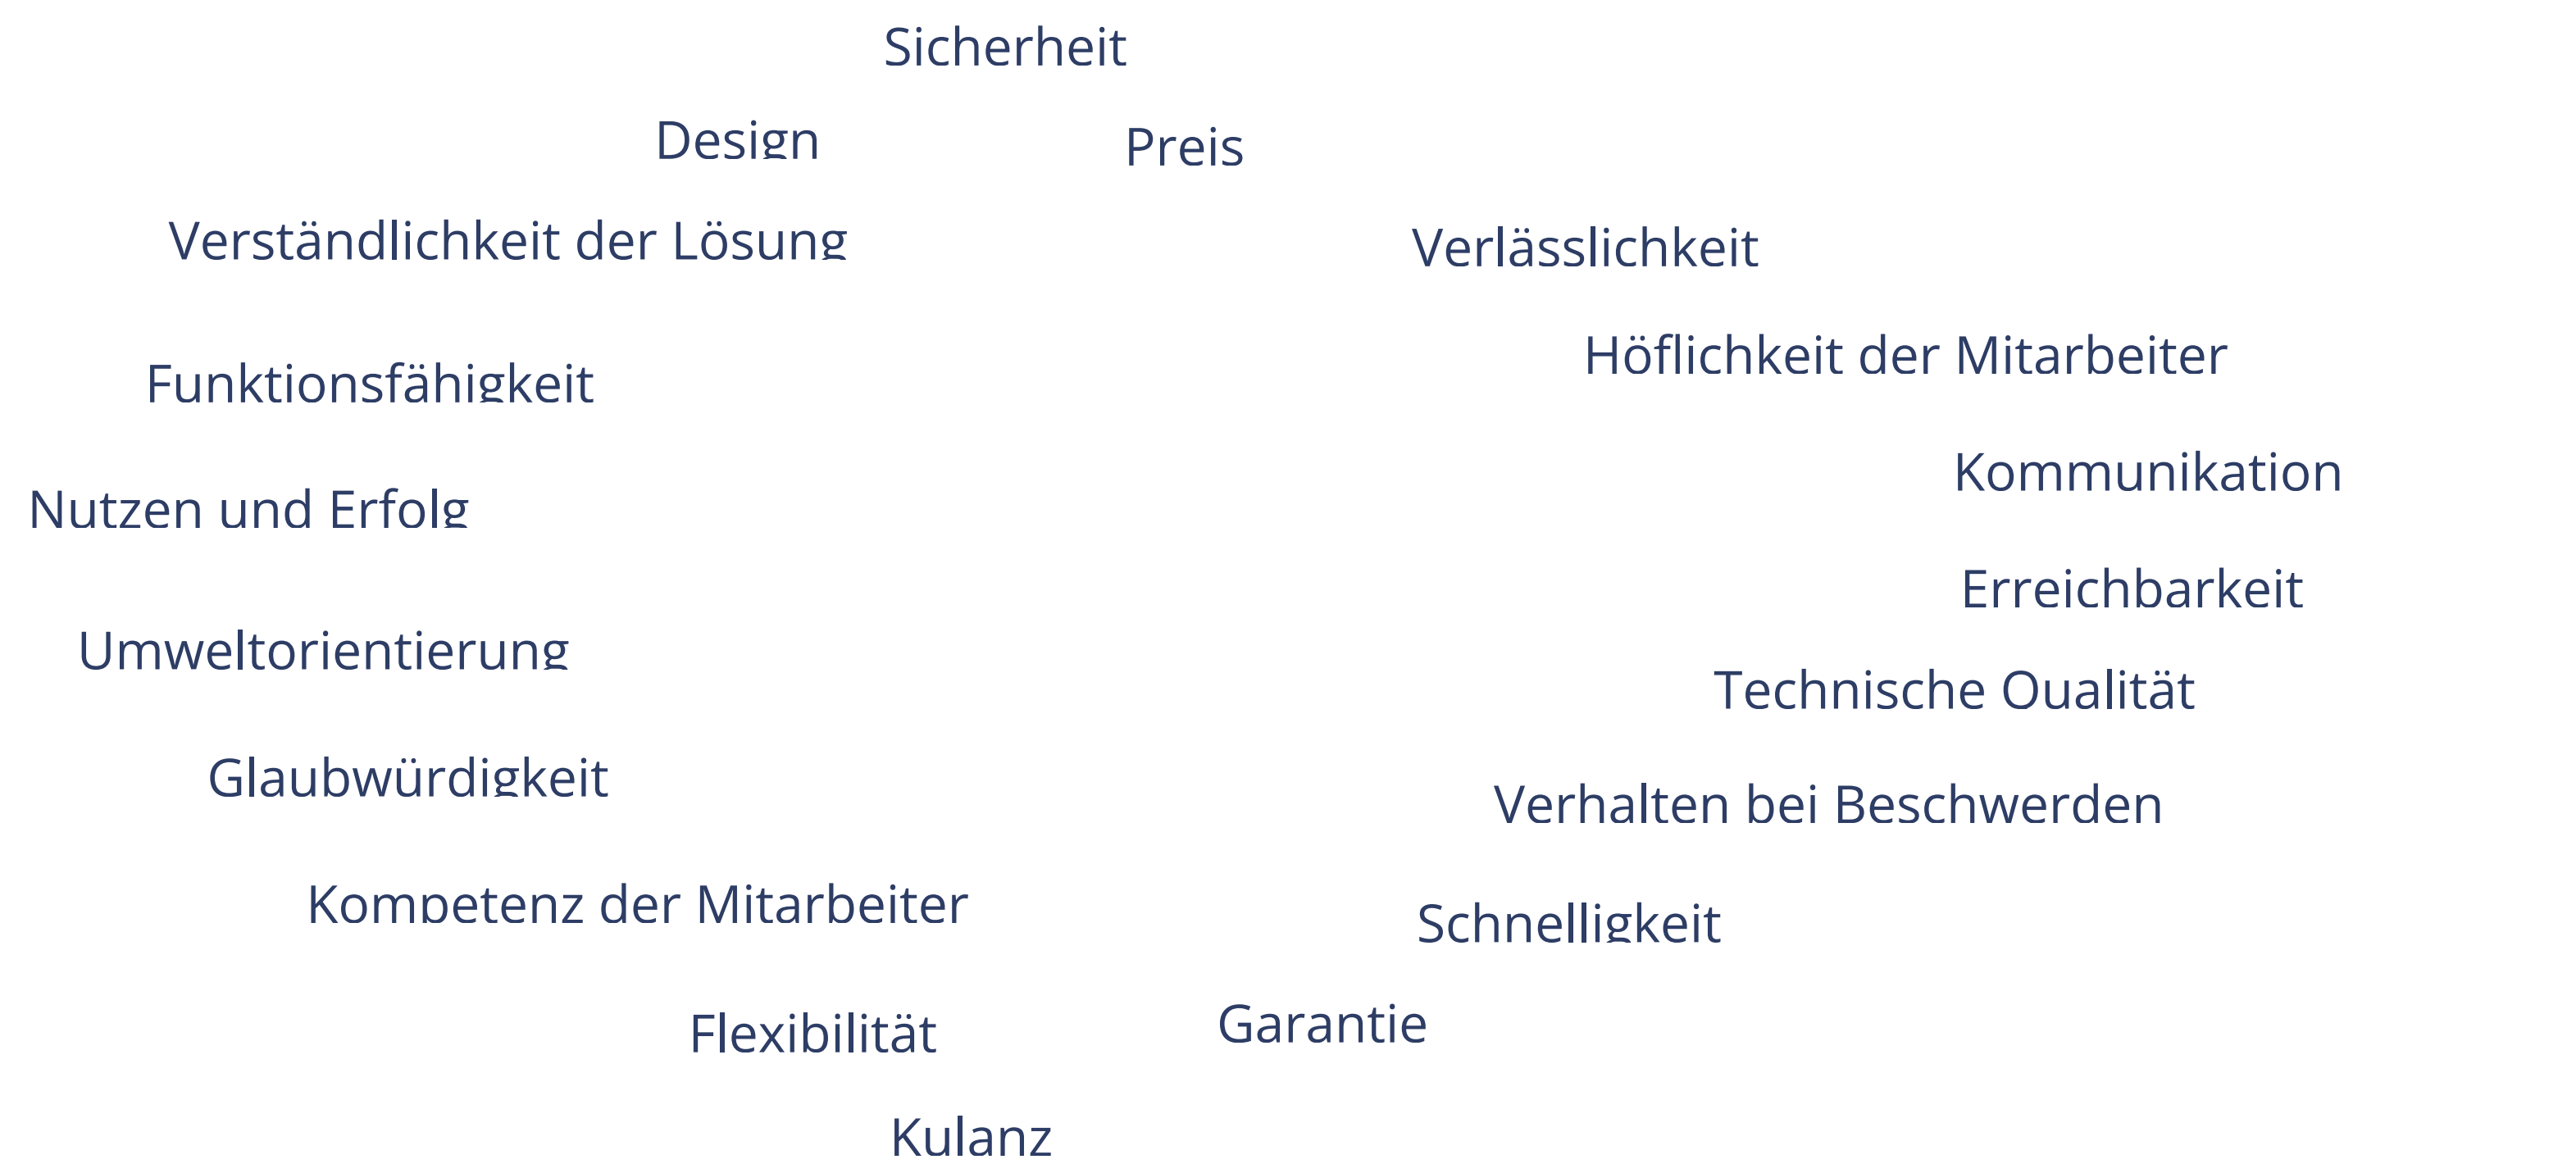 Sicherheit
Design
Preis
Verständlichkeit der Lösung
Verlässlichkeit
Höflichkeit der Mitarbeiter
Funktionsfähigkeit
Kommunikation
Nutzen und Erfolg
Erreichbarkeit
Umweltorientierung
Technische Qualität
Glaubwürdigkeit
Verhalten bei Beschwerden
Kompetenz der Mitarbeiter
Schnelligkeit
Garantie
Flexibilität
Kulanz